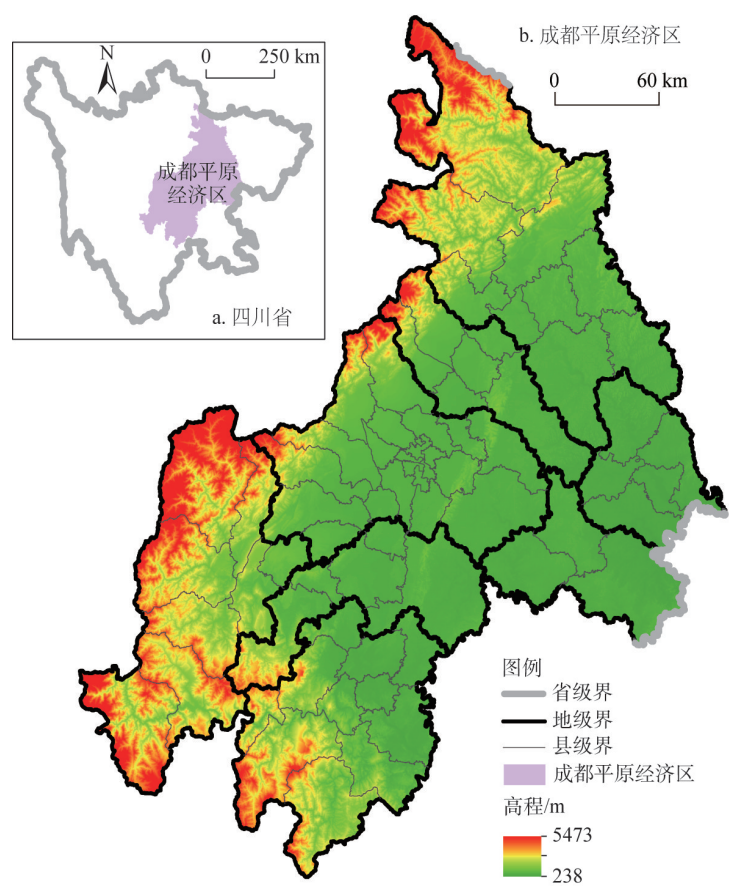 N
0 250 km
成都平原
经济区
a. 四川省
b. 成都平原经济区
0 60 km
图例
省级界
地级界
县级界
成都平原经济区
高程/m
5473
238